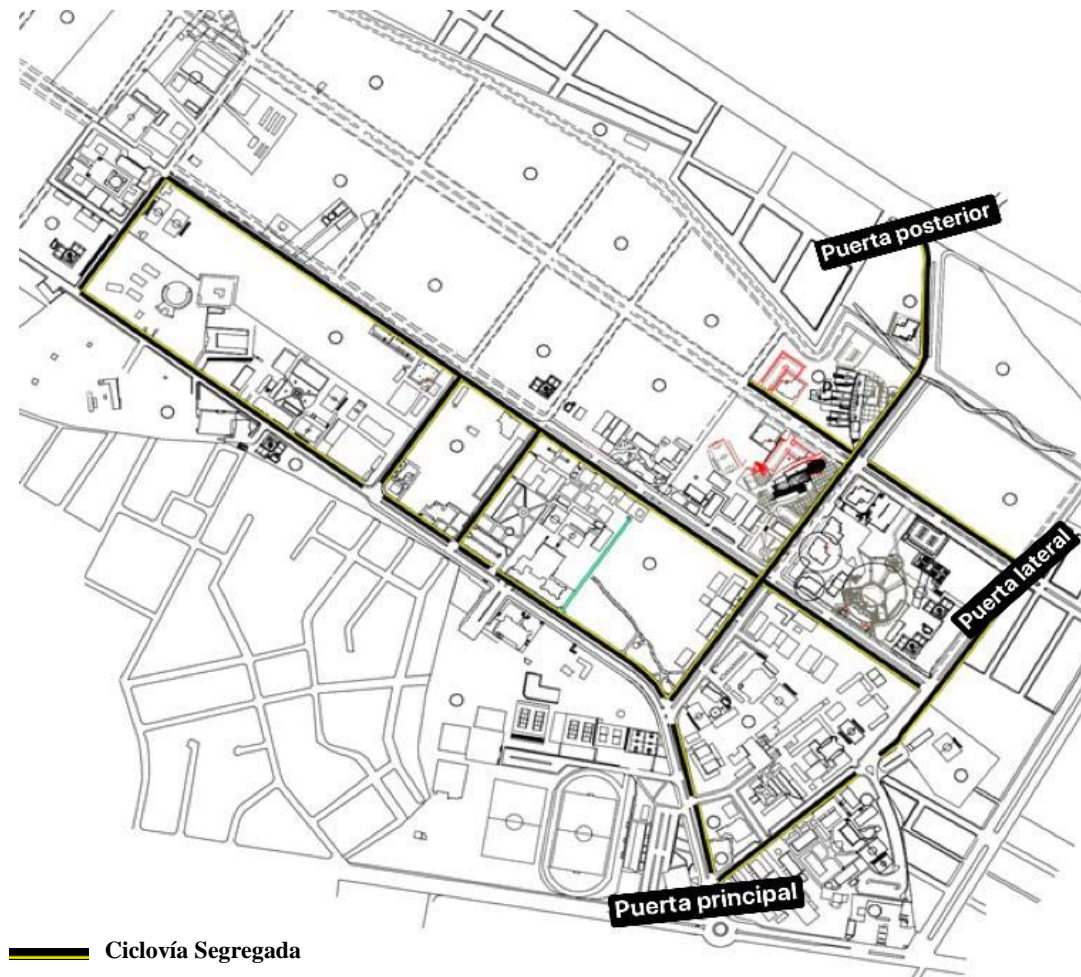 Puerta posterior
Puerta lateral
Puerta principal
Ciclovía Segregada